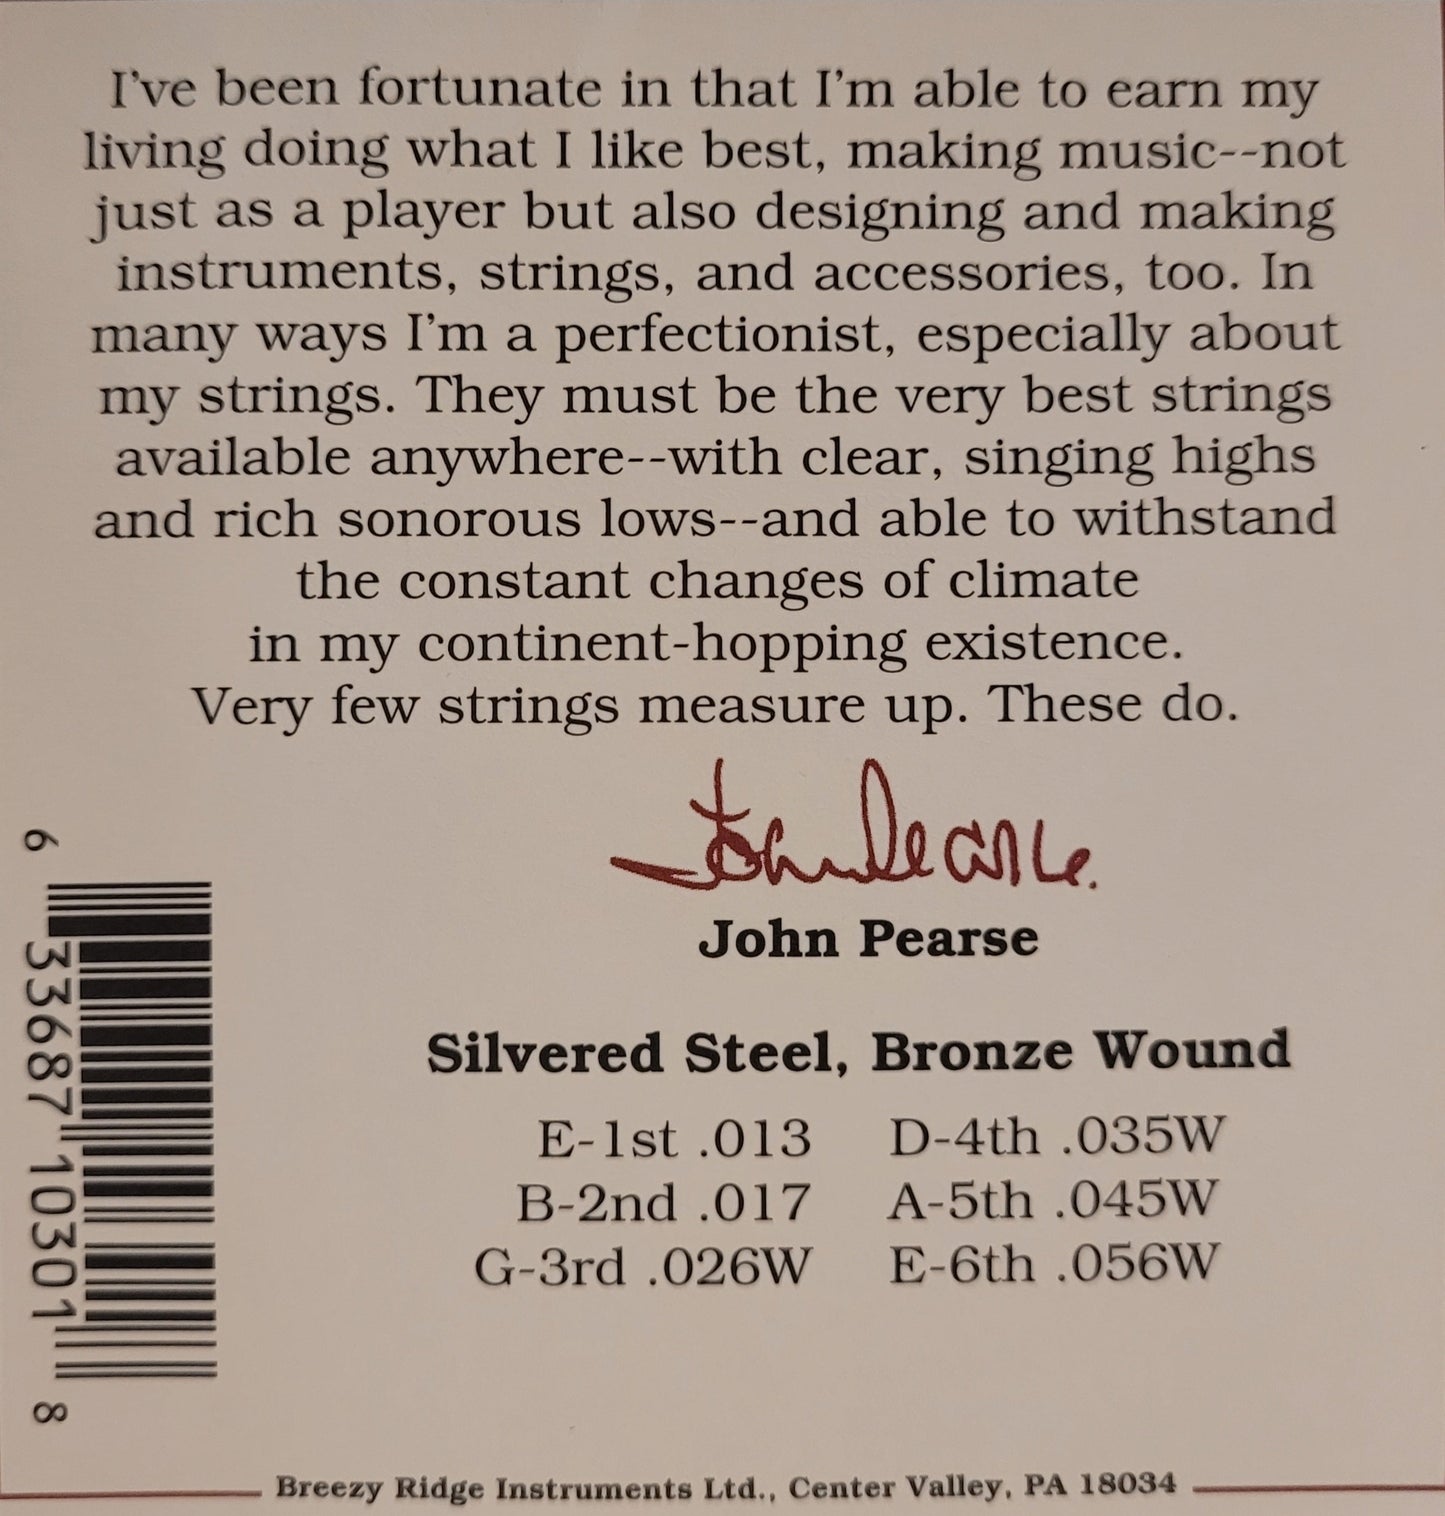 I've been fortunate in that I'm able to earn my
living doing what I like best, making music--not
just as a player but also designing and making
instruments, strings, and accessories, too. In
many ways I'm a perfectionist, especially about
my strings. They must be the very best strings
available anywhere--with clear, singing highs
and rich sonorous lows--and able to withstand
the constant changes of climate
in my continent-hopping existence.
Very few strings measure up. These do.
John Pearse.
John Pearse
Silvered Steel, Bronze Wound
E-1st .013 D-4th .035W
B-2nd .017 A-5th .045W
G-3rd .026W E-6th .056W
6 33687 10301 8
Breezy Ridge Instruments Ltd., Center Valley, PA 18034